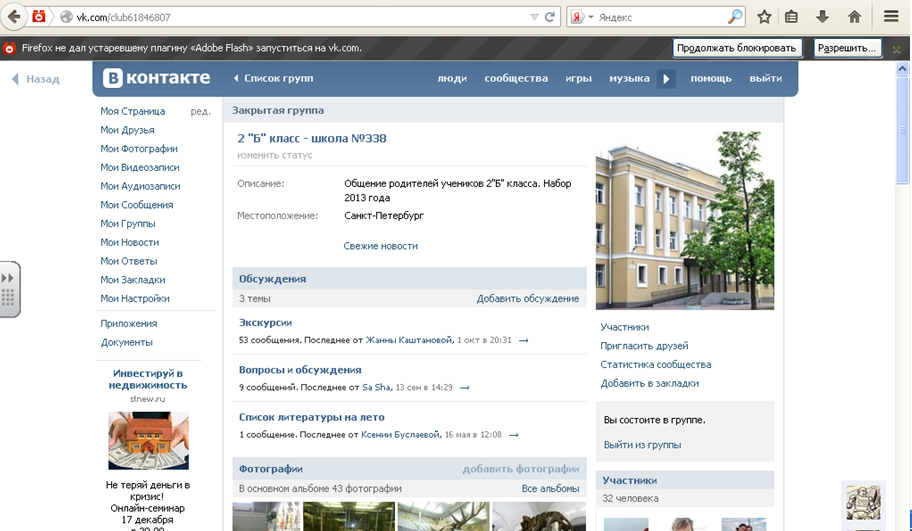 vk.com/club61846807
Яндекс
Firefox не дал устаревшему плагину «Adobe Flash» запуститься на vk.com.
Продолжать блокировать
Разрешить...
Назад
В контакте
Список групп
люди сообщества игры музыка помощь выйти
Моя Страница ред.
Мои Друзья
Мои Фотографии
Мои Видеозаписи
Мои Аудиозаписи
Мои Сообщения
Мои Группы
Мои Новости
Мои Ответы
Мои Закладки
Мои Настройки
Приложения
Документы
Инвестируй в
недвижимость
stnew.ru
Не теряй деньги в
кризис!
Онлайн-семинар
17 декабря
в 20.00
Закрытая группа
2 "Б" класс - школа №338
изменить статус
Описание: Общение родителей учеников 2"Б" класса. Набор
2013 года
Местоположение: Санкт-Петербург
Свежие новости
Обсуждения
3 темы Добавить обсуждение
Экскурсии
53 сообщения. Последнее от Жанны Каштановой, 1 окт в 20:31 →
Вопросы и обсуждения
9 сообщений. Последнее от Sa Sha, 13 сен в 14:29 →
Список литературы на лето
1 сообщение. Последнее от Ксении Буслаевой, 16 мая в 12:08 →
Фотографии добавить фотографии
В основном альбоме 43 фотографии Все альбомы
Участники
Пригласить друзей
Статистика сообщества
Добавить в закладки
Вы состоите в группе.
Выйти из группы
Участники
32 человека